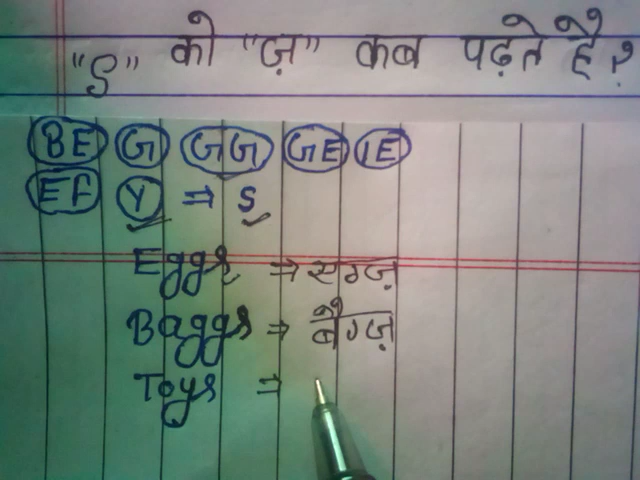 "S" को "ज़" कब पढ़ते है?
BE G GG GE IE
EF Y ⇒ S
Eggs ⇒ एग्ज़
Baggs ⇒ बैग्ज़
Toys ⇒